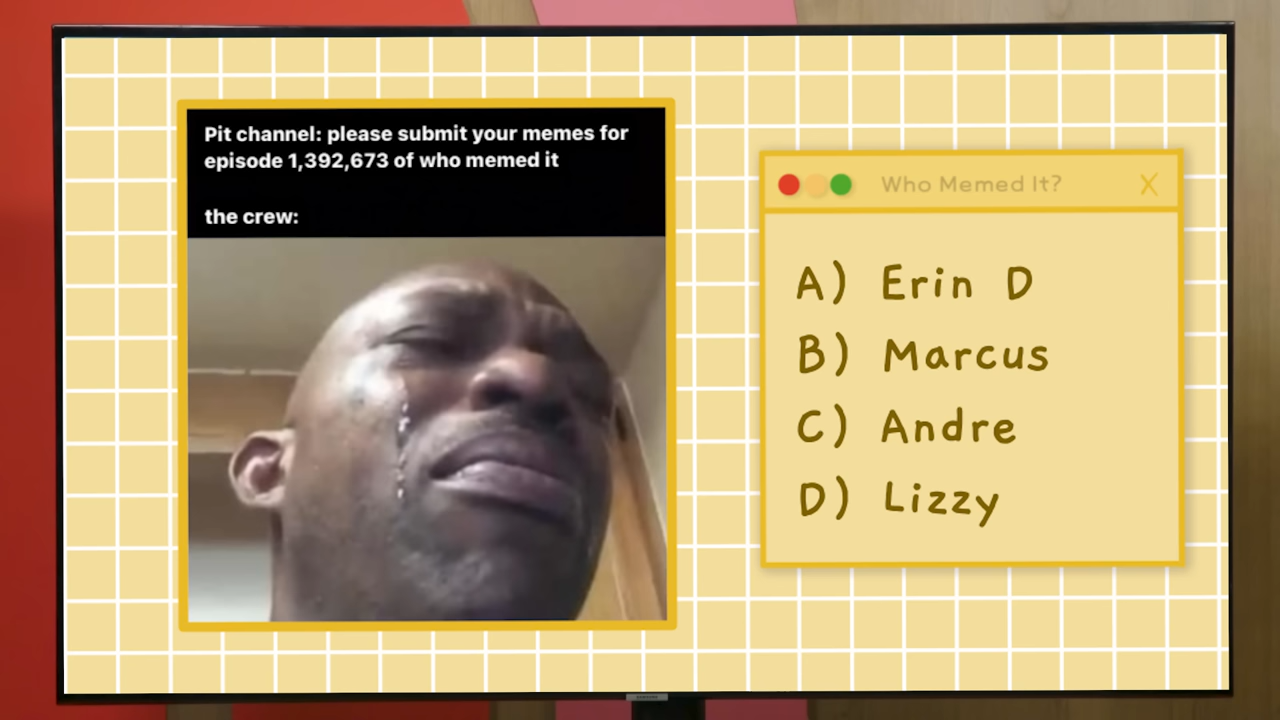 Pit channel: please submit your memes for
episode 1,392,673 of who memed it
the crew:
Who Memed It?
X
A) Erin D
B) Marcus
C) Andre
D) Lizzy